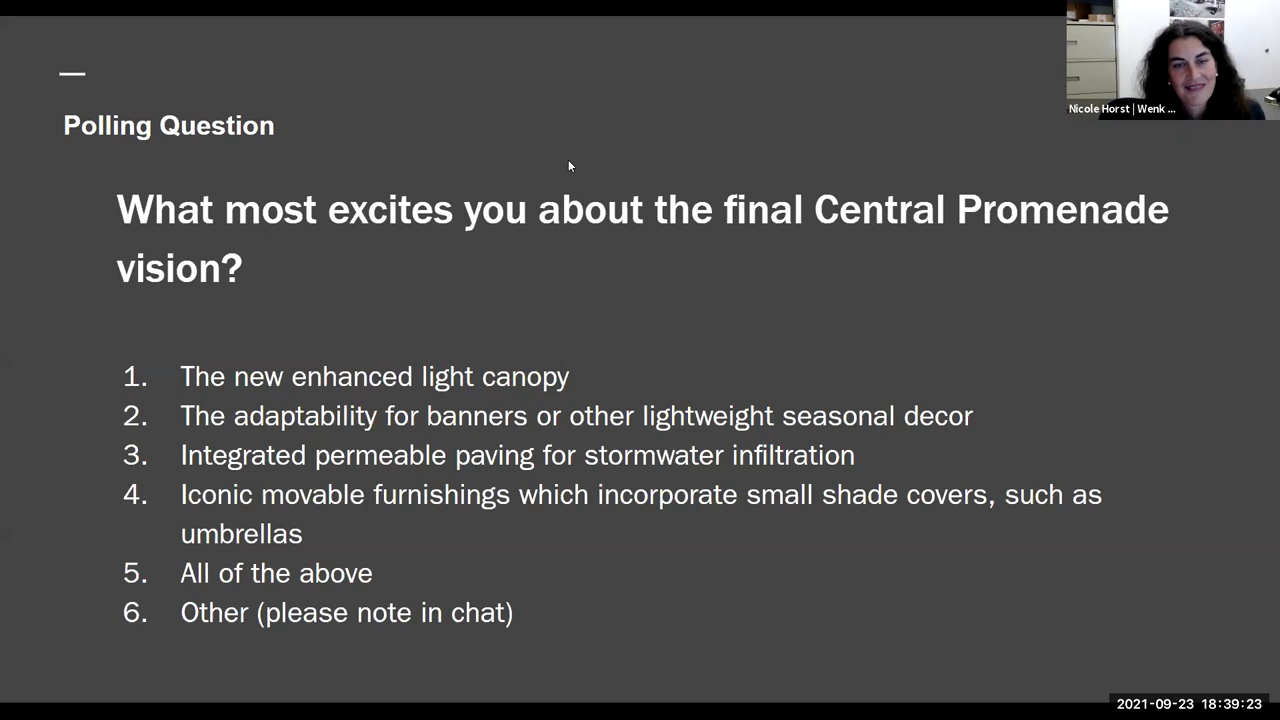 Nicole Horst | Wenk ...
Polling Question
What most excites you about the final Central Promenade
vision?
1. The new enhanced light canopy
2. The adaptability for banners or other lightweight seasonal decor
3. Integrated permeable paving for stormwater infiltration
4. Iconic movable furnishings which incorporate small shade covers, such as
umbrellas
5. All of the above
6. Other (please note in chat)
2021-09-23 18:39:23